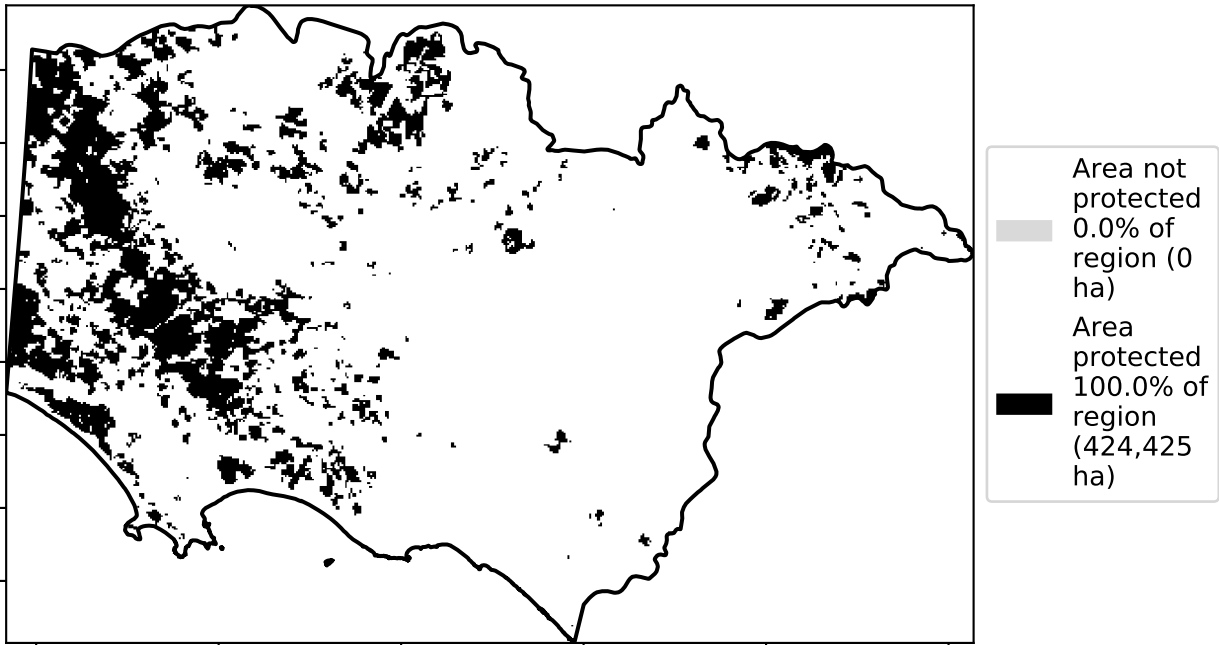 Area not
protected
0.0% of
region (0
ha)
Area
protected
100.0% of
region
(424,425
ha)